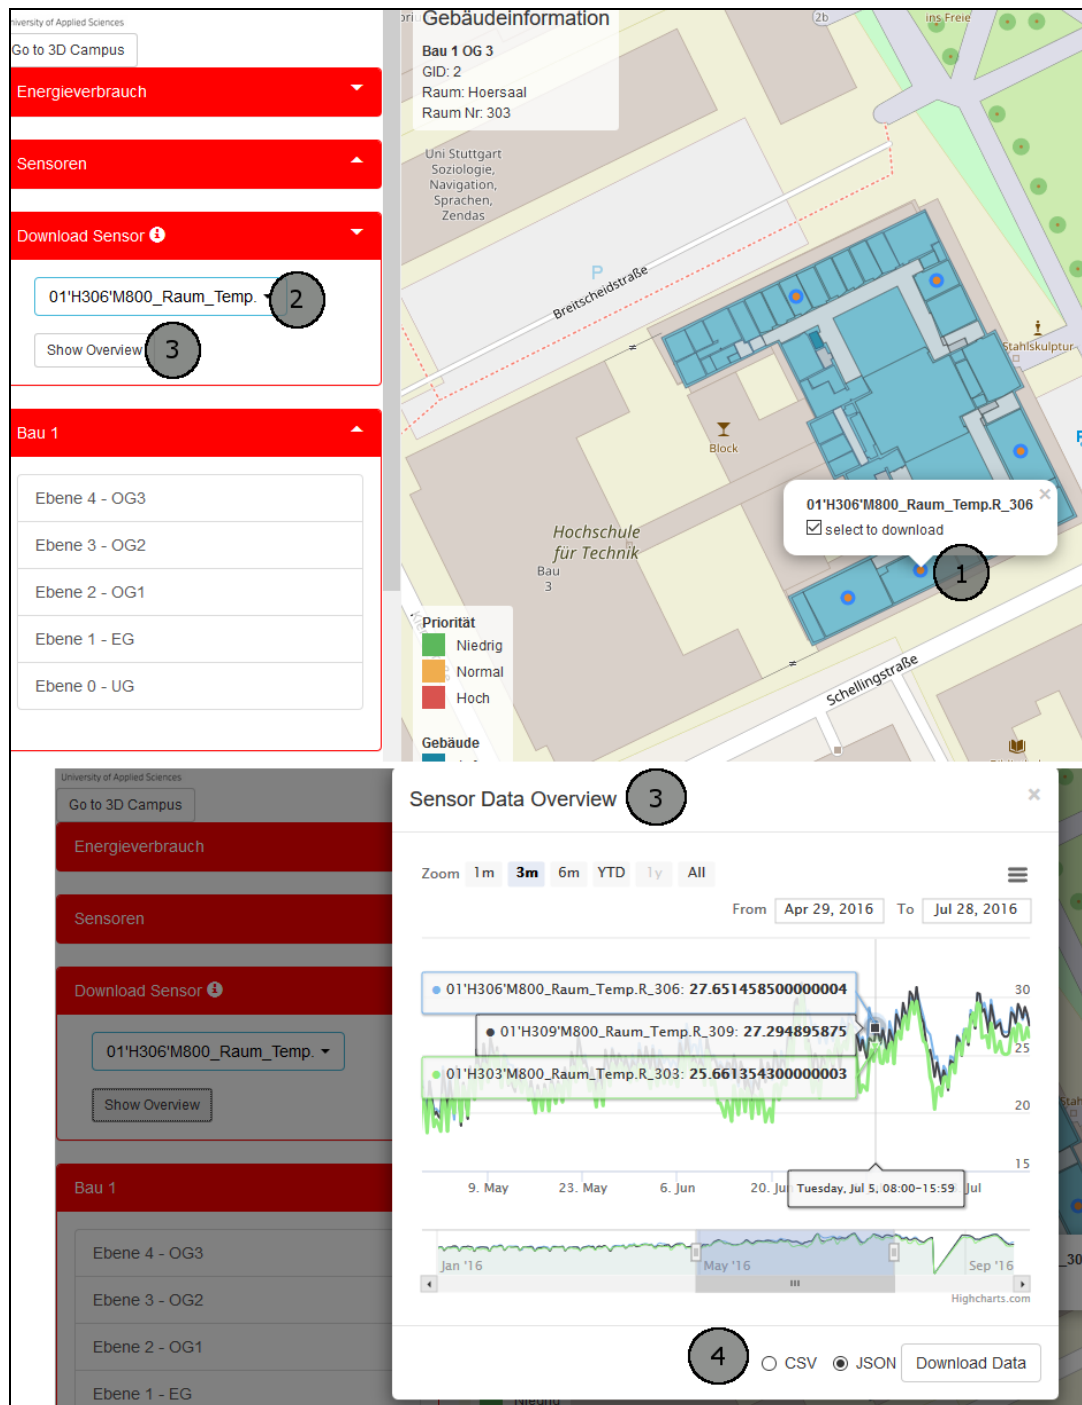 University of Applied Sciences
Go to 3D Campus
Energieverbrauch
Sensoren
Download Sensor
01'H306'M800_Raum_Temp.
2
Show Overview
3
Bau 1
Ebene 4 - OG3
Ebene 3 - OG2
Ebene 2 - OG1
Ebene 1 - EG
Ebene 0 - UG
Gebäudeinformation
Bau 1 OG 3
GID: 2
Raum: Hoersaal
Raum Nr: 303
2b
ins Freie
Uni Stuttgart
Soziologie,
Navigation,
Sprachen,
Zendas
P
Breitscheidstraße
Stahlskulptur
Block
01'H306'M800_Raum_Temp.R_306
select to download
1
Hochschule
für Technik
Bau
3
Priorität
Niedrig
Normal
Hoch
Schellingstraße
Gebäude
University of Applied Sciences
Go to 3D Campus
Energieverbrauch
Sensoren
Download Sensor
01'H306'M800_Raum_Temp.
Show Overview
Bau 1
Ebene 4 - OG3
Ebene 3 - OG2
Ebene 2 - OG1
Ebene 1 - EG
Sensor Data Overview
3
Zoom 1m 3m 6m YTD 1y All
From Apr 29, 2016 To Jul 28, 2016
01'H306'M800_Raum_Temp.R_306: 27.651458500000004
01'H309'M800_Raum_Temp.R_309: 27.294895875
01'H303'M800_Raum_Temp.R_303: 25.661354300000003
30
25
20
15
9. May 23. May 6. Jun 20. Ju Jul
Tuesday, Jul 5, 08:00-15:59
Jan '16 May '16 Sep '16
Highcharts.com
4
CSV JSON Download Data
Niedrig